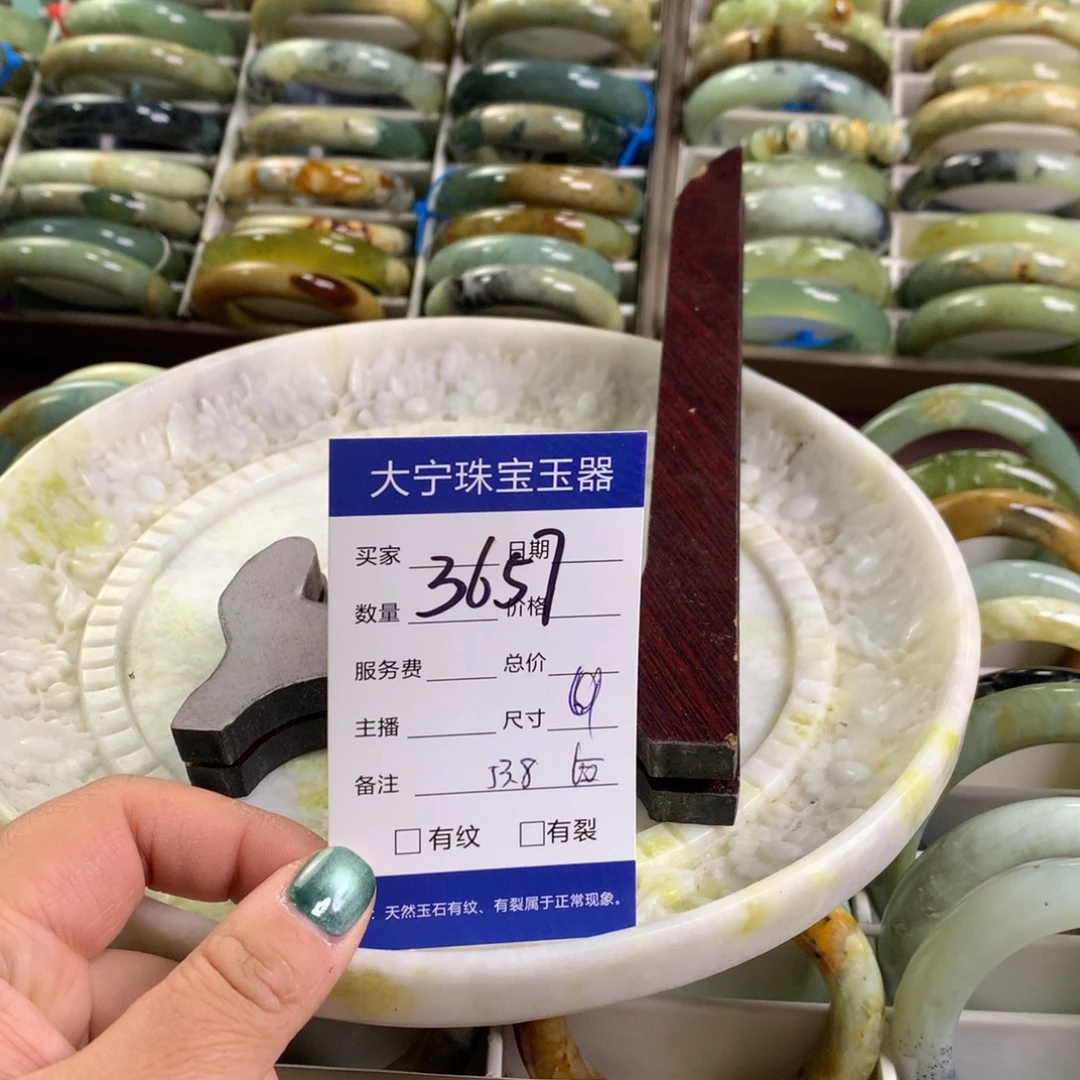 大宁珠宝玉器
买家 日期
3657
数量 价格
服务费 总价
主播 尺寸
备注 53.8
有纹 有裂
：天然玉石有纹、有裂属于正常现象。